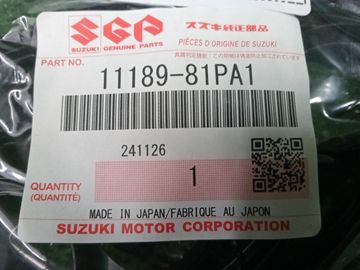 SGP
SUZUKI GENUINE PARTS
スズキ純正部品
PIÈCES D'ORIGINE DE SUZUKI
PART NO.
11189-81PA1
241126
QUANTITY
(QUANTITÉ)
1
MADE IN JAPAN/FABRIQUE AU JAPON
SUZUKI MOTOR CORPORATION